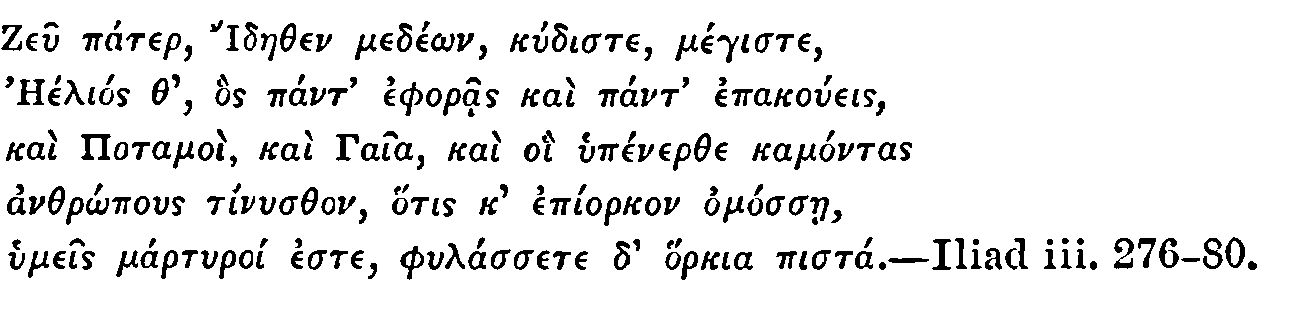 Ζεῦ πάτερ, Ἴδηθεν μεδέων, κύδιστε, μέγιστε,
Ἠέλιός θ', ὃς πάντ' ἐφορᾷς καὶ πάντ' ἐπακούεις,
καὶ Ποταμοὶ, καὶ Γαῖα, καὶ οἳ ὑπένερθε καμόντας
ἀνθρώπους τίνυσθον, ὅτις κ' ἐπίορκον ὀμόσσῃ,
ὑμεῖς μάρτυροί ἐστε, φυλάσσετε δ' ὅρκια πιστά.—Iliad iii. 276–80.